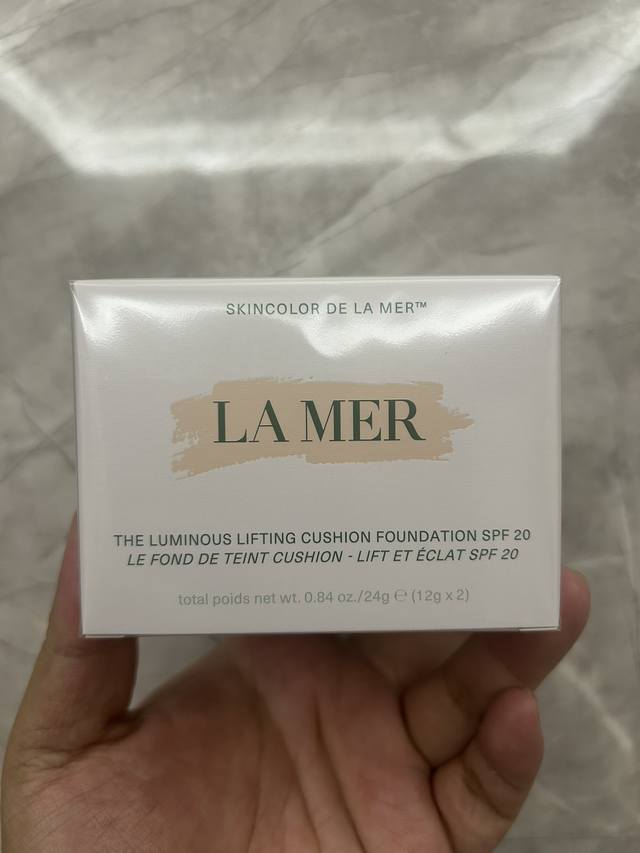 SKINCOLOR DE LA MER™
LA MER
THE LUMINOUS LIFTING CUSHION FOUNDATION SPF 20
LE FOND DE TEINT CUSHION - LIFT ET ÉCLAT SPF 20
total poids net wt. 0.84 oz./24g ℮ (12g x 2)